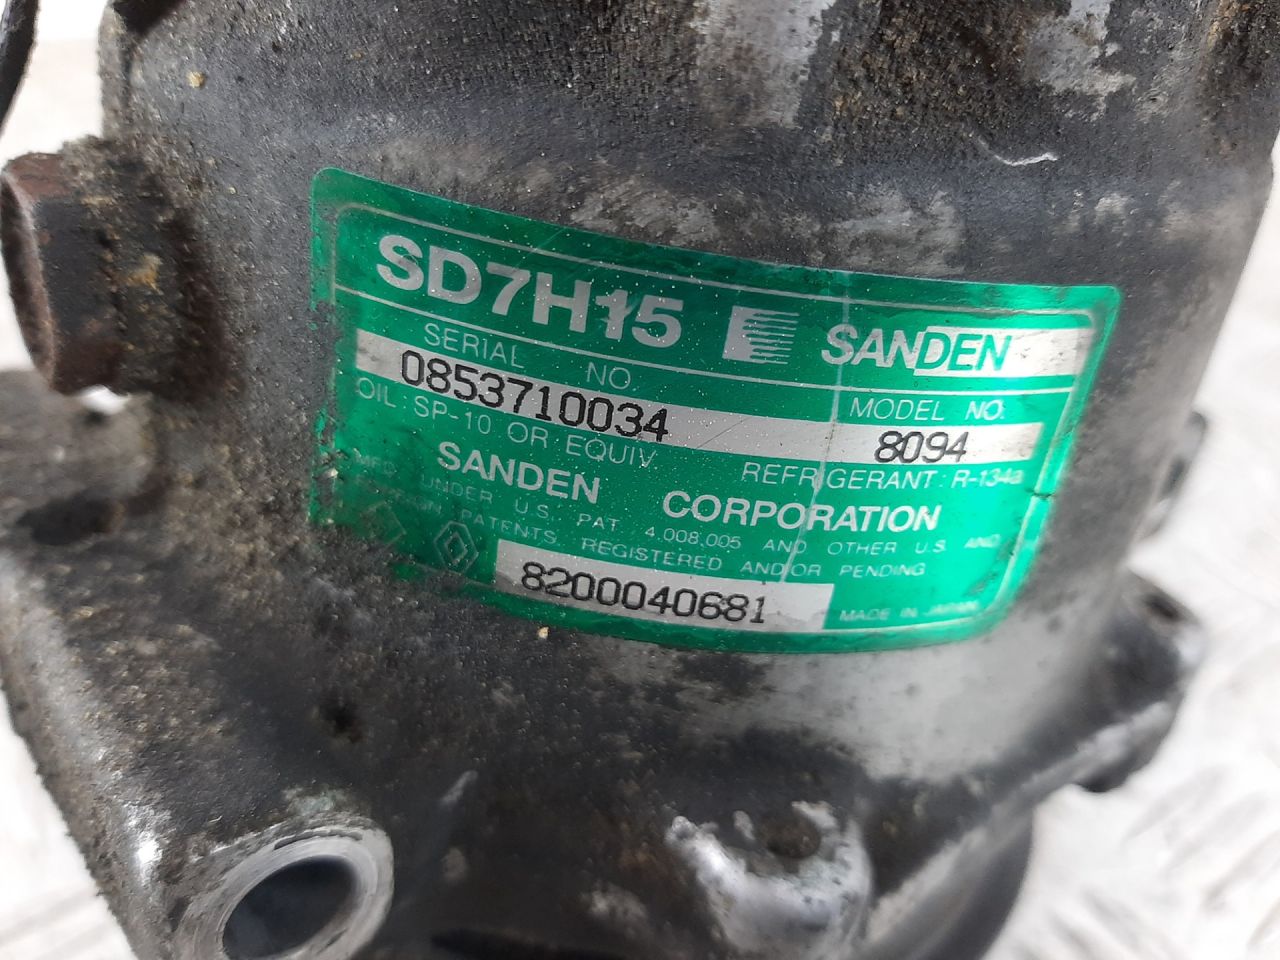 SD7H15 SANDEN
SERIAL NO. MODEL NO.
0853710034 8094
OIL: SP-10 OR EQUIV REFRIGERANT: R-134a
SANDEN CORPORATION
UNDER U.S. PAT. 4,008,005 AND OTHER U.S. AND
PATENTS, REGISTERED AND/OR PENDING
8200040681 MADE IN JAPAN